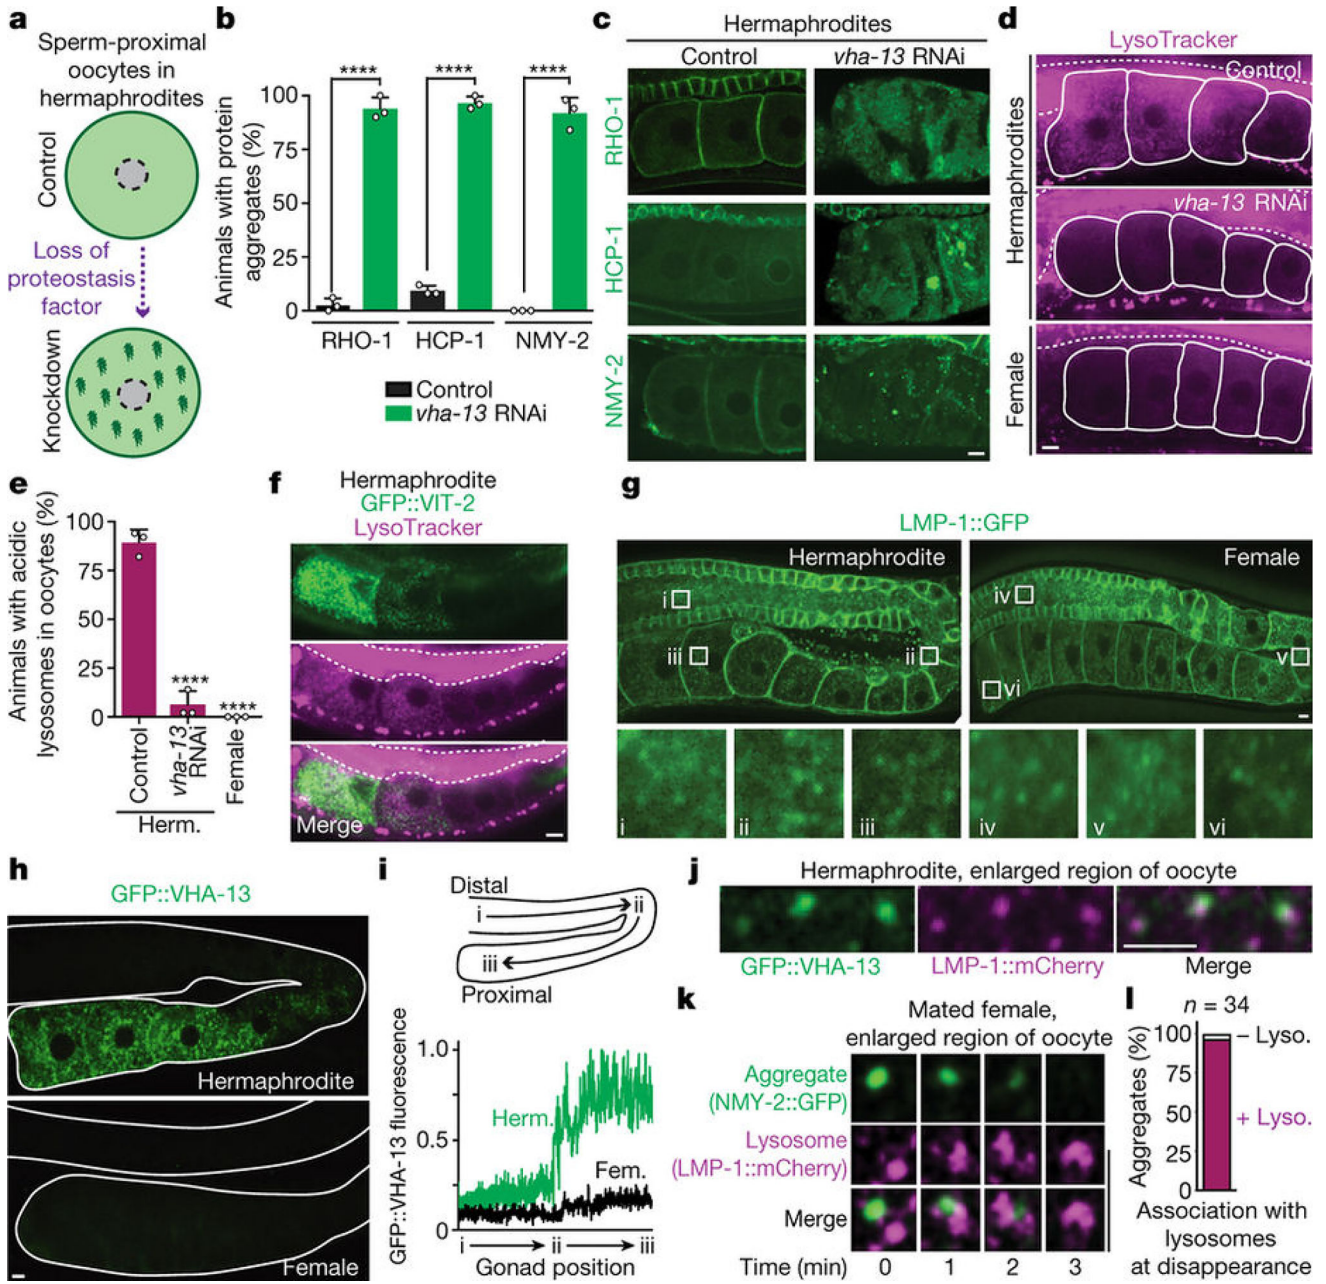 a
Sperm-proximal
oocytes in
hermaphrodites
Control
Loss of
proteostasis
factor
Knockdown
b
Animals with protein
aggregates (%)
100
75
50
25
0
****
****
****
RHO-1
HCP-1
NMY-2
Control
vha-13 RNAi
c
Hermaphrodites
Control
vha-13 RNAi
RHO-1
HCP-1
NMY-2
d
LysoTracker
Hermaphrodites
Control
vha-13 RNAi
Female
e
Animals with acidic
lysosomes in oocytes (%)
100
75
50
25
0
****
****
Control
vha-13
RNAi
Female
Herm.
f
Hermaphrodite
GFP::VIT-2
LysoTracker
Merge
g
LMP-1::GFP
Hermaphrodite
Female
i
iii
ii
iv
v
vi
i
ii
iii
iv
v
vi
h
GFP::VHA-13
Hermaphrodite
Female
i
Distal
i
ii
iii
Proximal
GFP::VHA-13 fluorescence
1.0
0.5
0
Herm.
Fem.
i
ii
iii
Gonad position
j
Hermaphrodite, enlarged region of oocyte
GFP::VHA-13
LMP-1::mCherry
Merge
k
Mated female,
enlarged region of oocyte
Aggregate
(NMY-2::GFP)
Lysosome
(LMP-1::mCherry)
Merge
Time (min) 0 1 2 3
l
n = 34
Aggregates (%)
100
75
50
25
0
– Lyso.
+ Lyso.
Association with
lysosomes
at disappearance